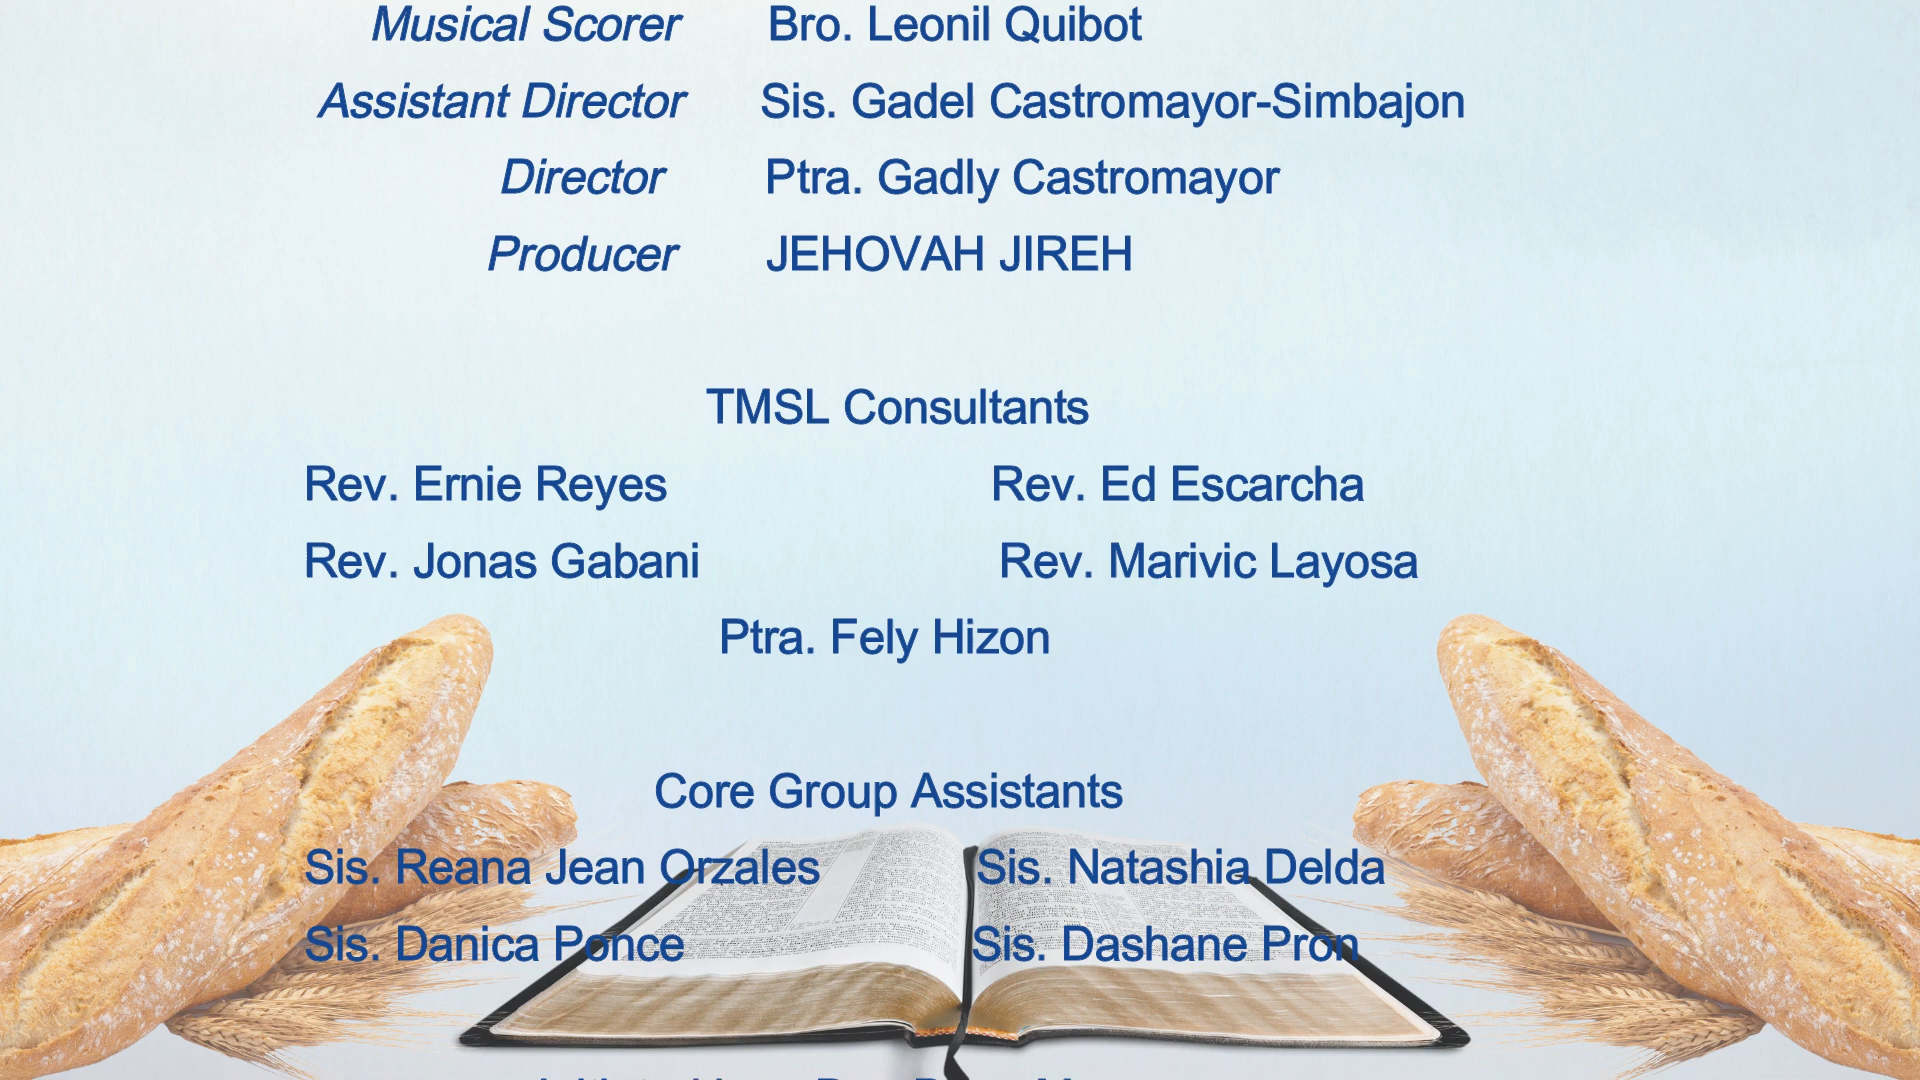 Musical Scorer Bro. Leonil Quibot
Assistant Director Sis. Gadel Castromayor-Simbajon
Director Ptra. Gadly Castromayor
Producer JEHOVAH JIREH
TMSL Consultants
Rev. Ernie Reyes Rev. Ed Escarcha
Rev. Jonas Gabani Rev. Marivic Layosa
Ptra. Fely Hizon
Core Group Assistants
Sis. Reana Jean Orzales Sis. Natashia Delda
Sis. Danica Ponce Sis. Dashane Pron